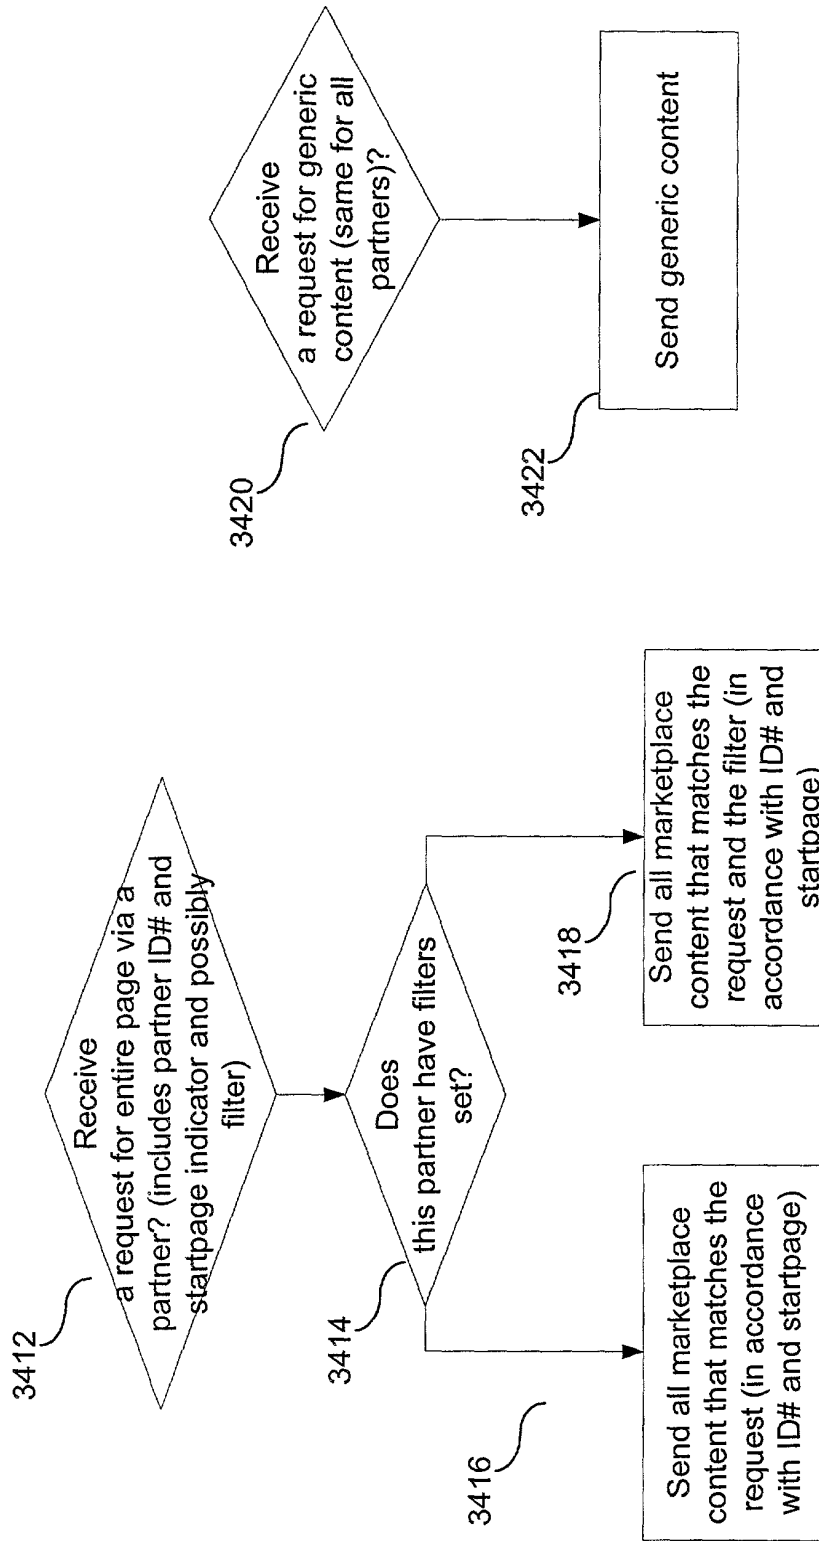 3412
Receive
a request for entire page via a
partner? (includes partner ID# and
startpage indicator and possibly
filter)
3414
Does
this partner have filters
set?
3416
Send all marketplace
content that matches the
request (in accordance
with ID# and startpage)
3418
Send all marketplace
content that matches the
request and the filter (in
accordance with ID# and
startpage)
3420
Receive
a request for generic
content (same for all
partners)?
3422
Send generic content